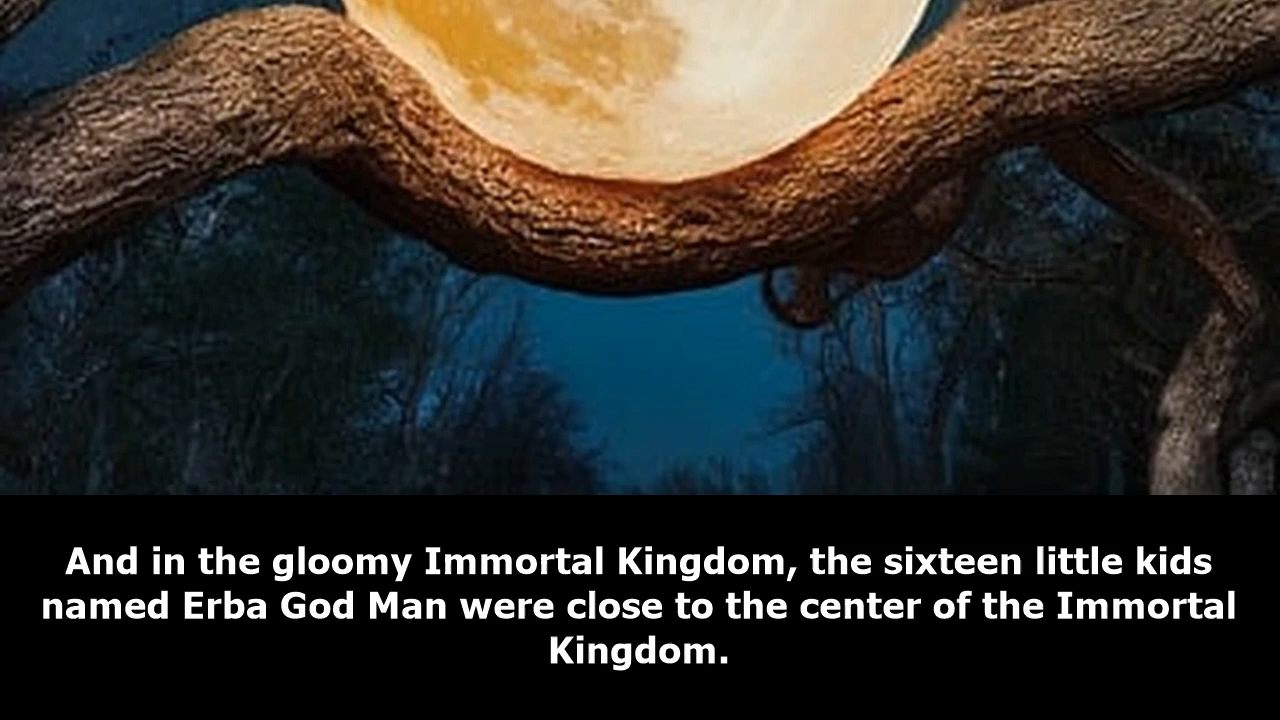 And in the gloomy Immortal Kingdom, the sixteen little kids
named Erba God Man were close to the center of the Immortal
Kingdom.